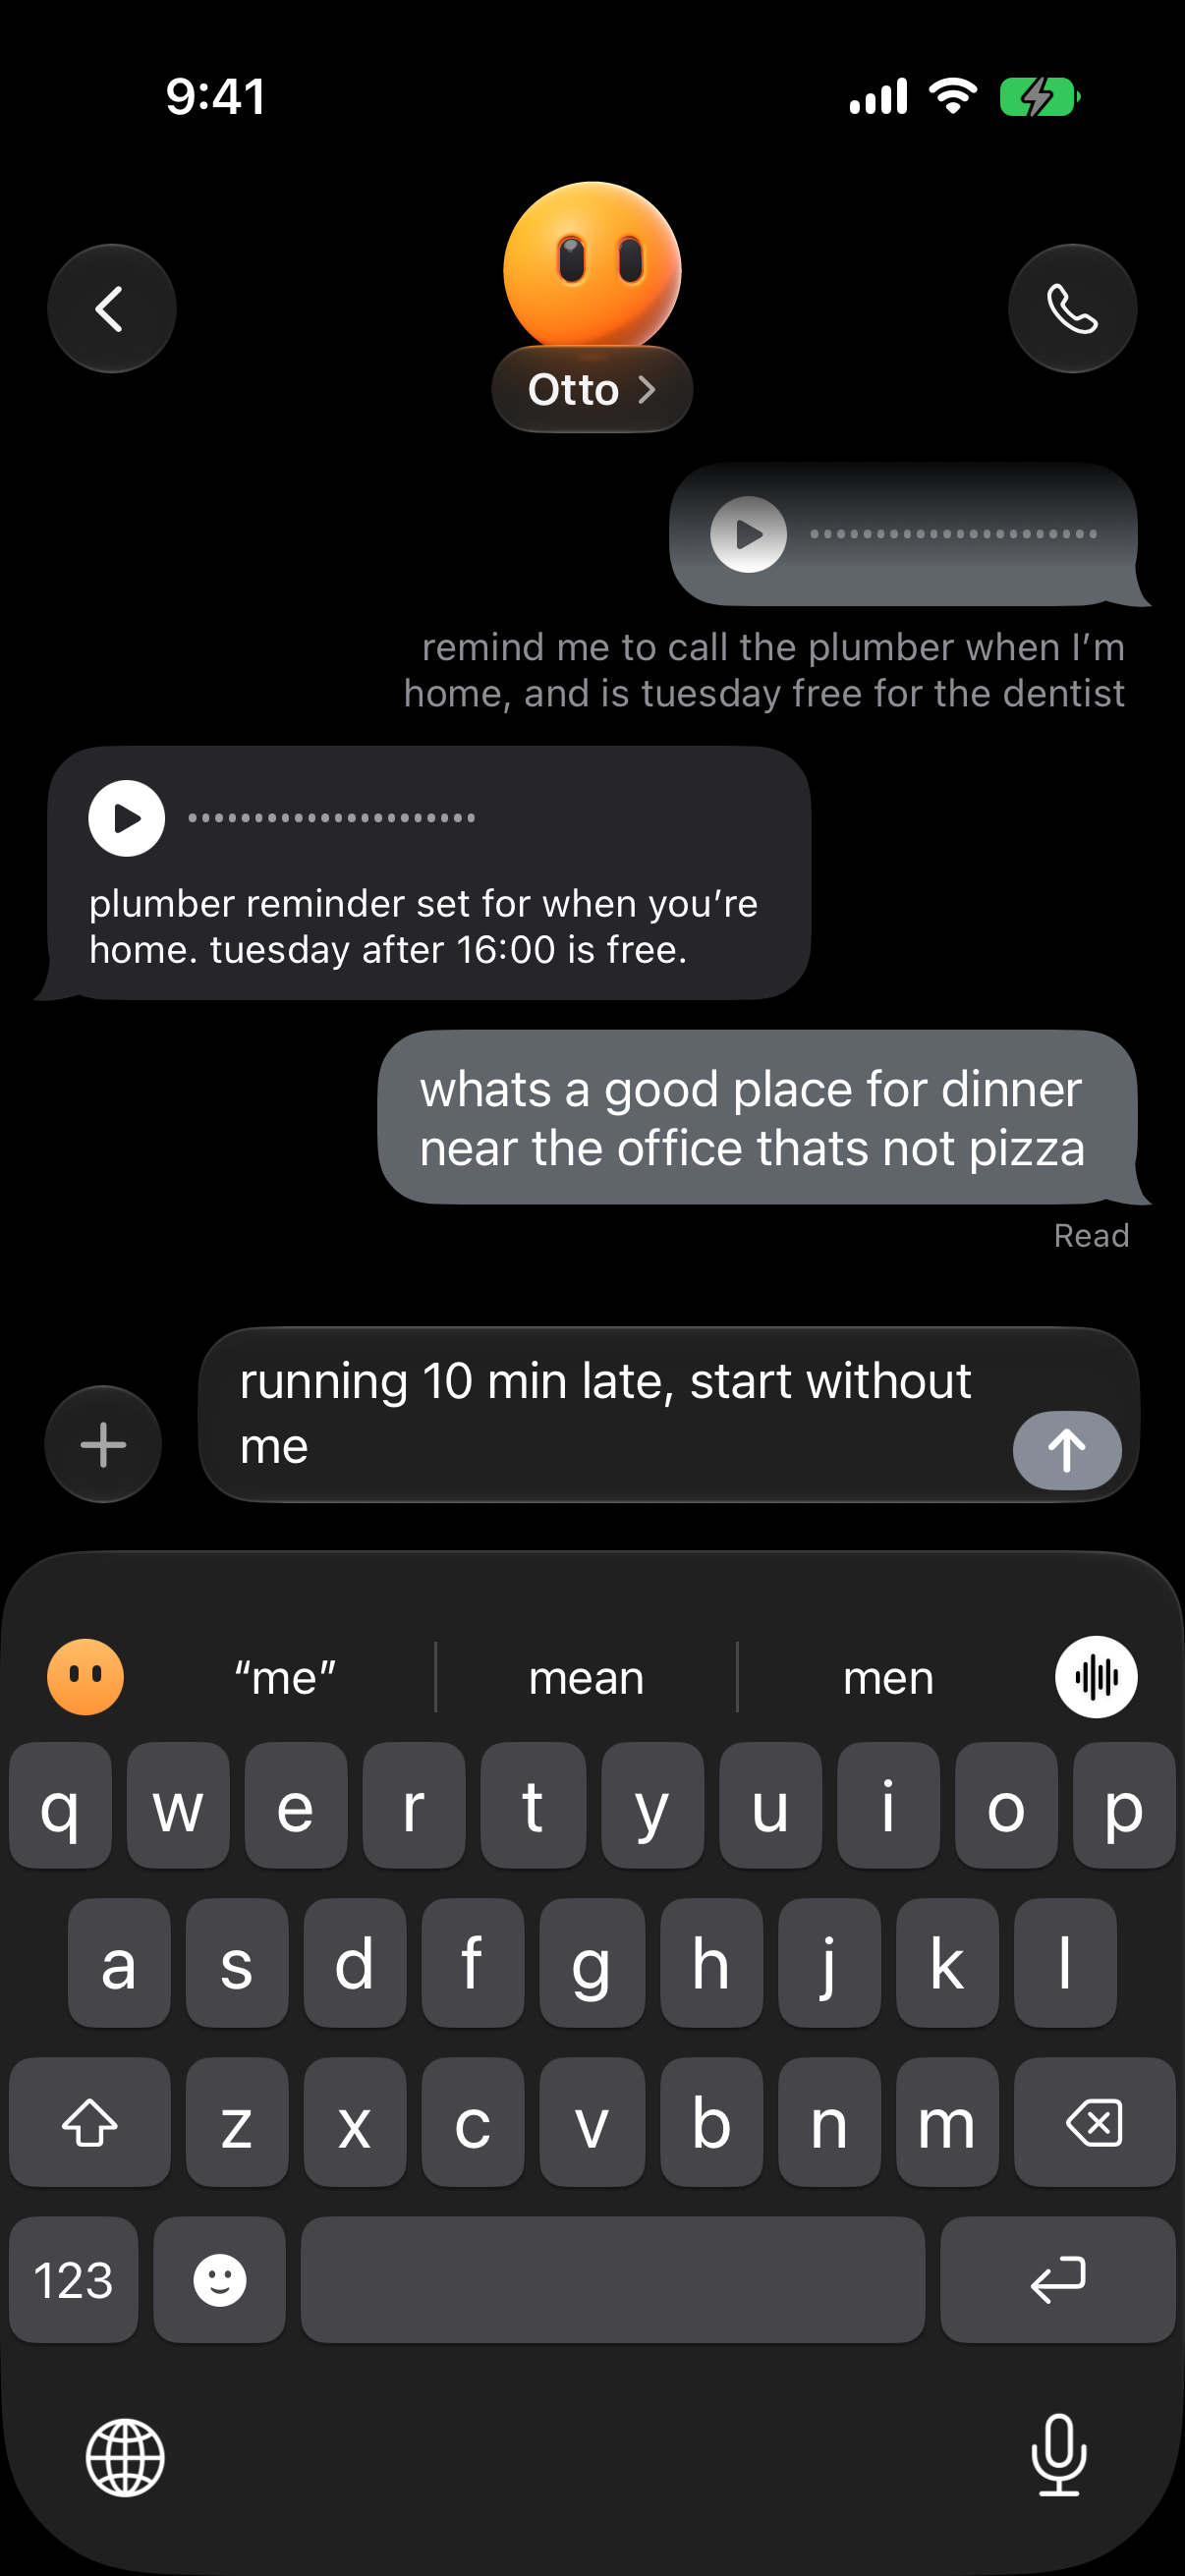 9:41
Otto
remind me to call the plumber when I’m
home, and is tuesday free for the dentist
plumber reminder set for when you’re
home. tuesday after 16:00 is free.
whats a good place for dinner
near the office thats not pizza
Read
running 10 min late, start without
me
“me” mean men
q w e r t y u i o p
a s d f g h j k l
z x c v b n m
123